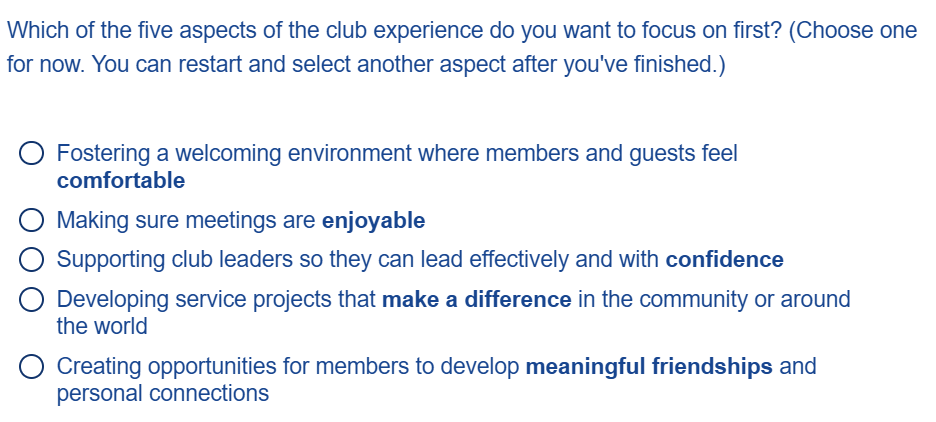 Which of the five aspects of the club experience do you want to focus on first? (Choose one
for now. You can restart and select another aspect after you've finished.)
Fostering a welcoming environment where members and guests feel
comfortable
Making sure meetings are enjoyable
Supporting club leaders so they can lead effectively and with confidence
Developing service projects that make a difference in the community or around
the world
Creating opportunities for members to develop meaningful friendships and
personal connections